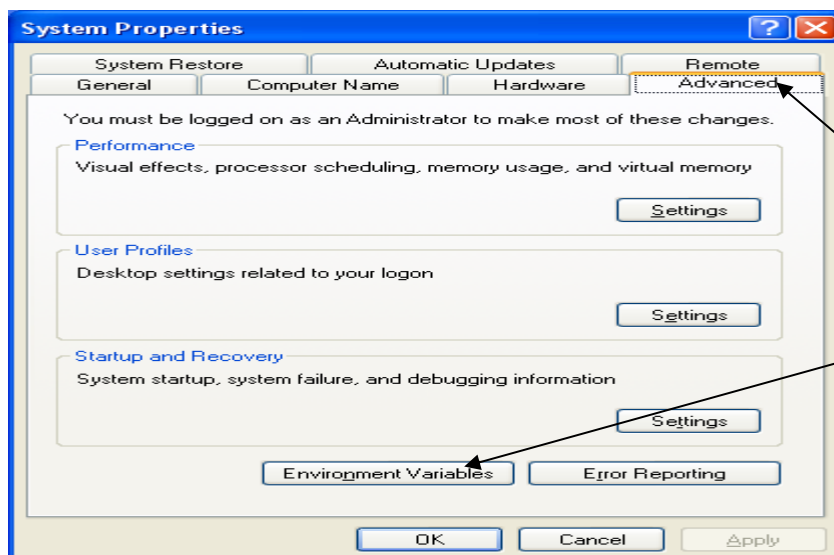 System Properties
System Restore Automatic Updates Remote
General Computer Name Hardware Advanced
You must be logged on as an Administrator to make most of these changes.
Performance
Visual effects, processor scheduling, memory usage, and virtual memory
Settings
User Profiles
Desktop settings related to your logon
Settings
Startup and Recovery
System startup, system failure, and debugging information
Settings
Environment Variables Error Reporting
OK Cancel Apply